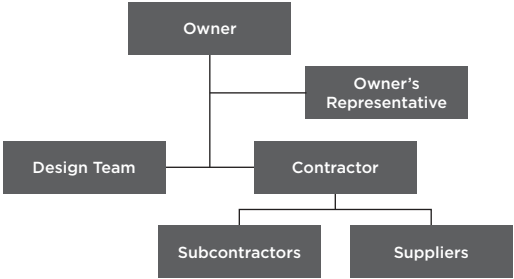 Owner
Owner's
Representative
Design Team
Contractor
Subcontractors
Suppliers